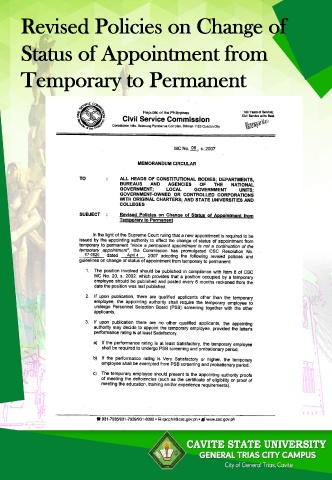 Revised Policies on Change of
Status of Appointment from
Temporary to Permanent
Republic of the Philippines
Civil Service Commission
Constitution Hills, Batasang Pambansa Complex, Diliman 1126 Quezon City
MC No. 08, s. 2007
MEMORANDUM CIRCULAR
TO : ALL HEADS OF CONSTITUTIONAL BODIES; DEPARTMENTS,
BUREAUS AND AGENCIES OF THE NATIONAL
GOVERNMENT; LOCAL GOVERNMENT UNITS;
GOVERNMENT-OWNED OR CONTROLLED CORPORATIONS
WITH ORIGINAL CHARTERS; AND STATE UNIVERSITIES AND
COLLEGES
SUBJECT : Revised Policies on Change of Status of Appointment from
Temporary to Permanent
In the light of the Supreme Court ruling that a new appointment is required to be
issued by the appointing authority to effect the change of status of appointment from
temporary to permanent "since a permanent appointment is not a continuation of the
temporary appointment", the Commission has promulgated CSC Resolution No.
dated April 2007 adopting the following revised policies and
guidelines on change of status of appointment from temporary to permanent:
1. The position involved should be published in compliance with Item 6 of CSC
MC No. 20, s. 2002, which provides that a position occupied by a temporary
employee should be published and posted every 6 months reckoned from the
date the position was last published.
2. If upon publication, there are qualified applicants other than the temporary
employee, the appointing authority shall require the temporary employee to
undergo Personnel Selection Board (PSB) screening together with the other
applicants.
3. If upon publication there are no other qualified applicants, the appointing
authority may decide to appoint the temporary employee, provided the latter's
performance rating is at least Satisfactory.
a) If the performance rating is at least Satisfactory, the temporary employee
shall be required to undergo PSB screening and probationary period.
b) If the performance rating is Very Satisfactory or higher, the temporary
employee shall be exempted from PSB screening and probationary period.
c) The temporary employee should present to the appointing authority proofs
of meeting the deficiencies (such as the certificate of eligibility or proof of
meeting the education, training and/or experience requirements).
CAVITE STATE UNIVERSITY
GENERAL TRIAS CITY CAMPUS
City of General Trias, Cavite